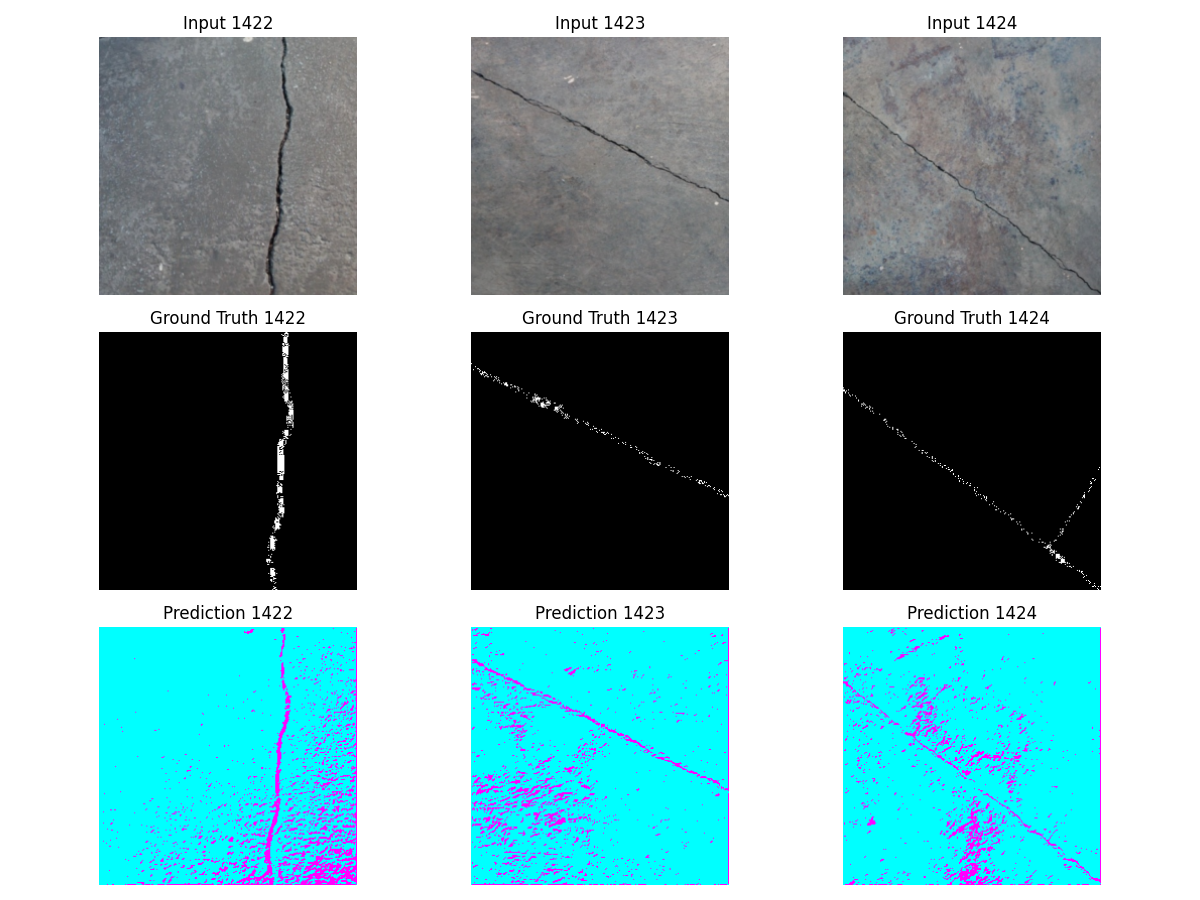 Input 1422
Input 1423
Input 1424
Ground Truth 1422
Ground Truth 1423
Ground Truth 1424
Prediction 1422
Prediction 1423
Prediction 1424